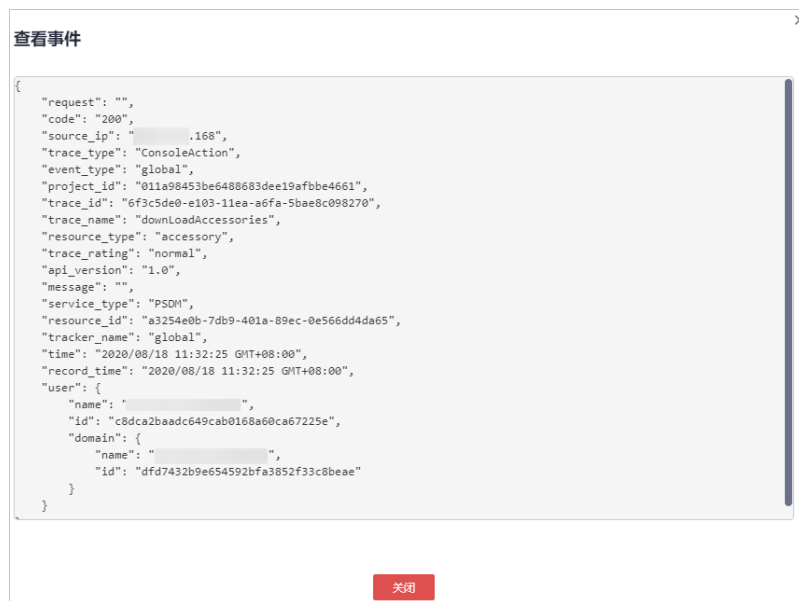 查看事件
{
"request": "",
"code": "200",
"source_ip": " .168",
"trace_type": "ConsoleAction",
"event_type": "global",
"project_id": "011a98453be6488683dee19afbbe4661",
"trace_id": "6f3c5de0-e103-11ea-a6fa-5bae8c098270",
"trace_name": "downLoadAccessories",
"resource_type": "accessory",
"trace_rating": "normal",
"api_version": "1.0",
"message": "",
"service_type": "PSDM",
"resource_id": "a3254e0b-7db9-401a-89ec-0e566dd4da65",
"tracker_name": "global",
"time": "2020/08/18 11:32:25 GMT+08:00",
"record_time": "2020/08/18 11:32:25 GMT+08:00",
"user": {
"name": " ",
"id": "c8dca2baadc649cab0168a60ca67225e",
"domain": {
"name": " ",
"id": "dfd7432b9e654592bfa3852f33c8beae"
}
}
关闭